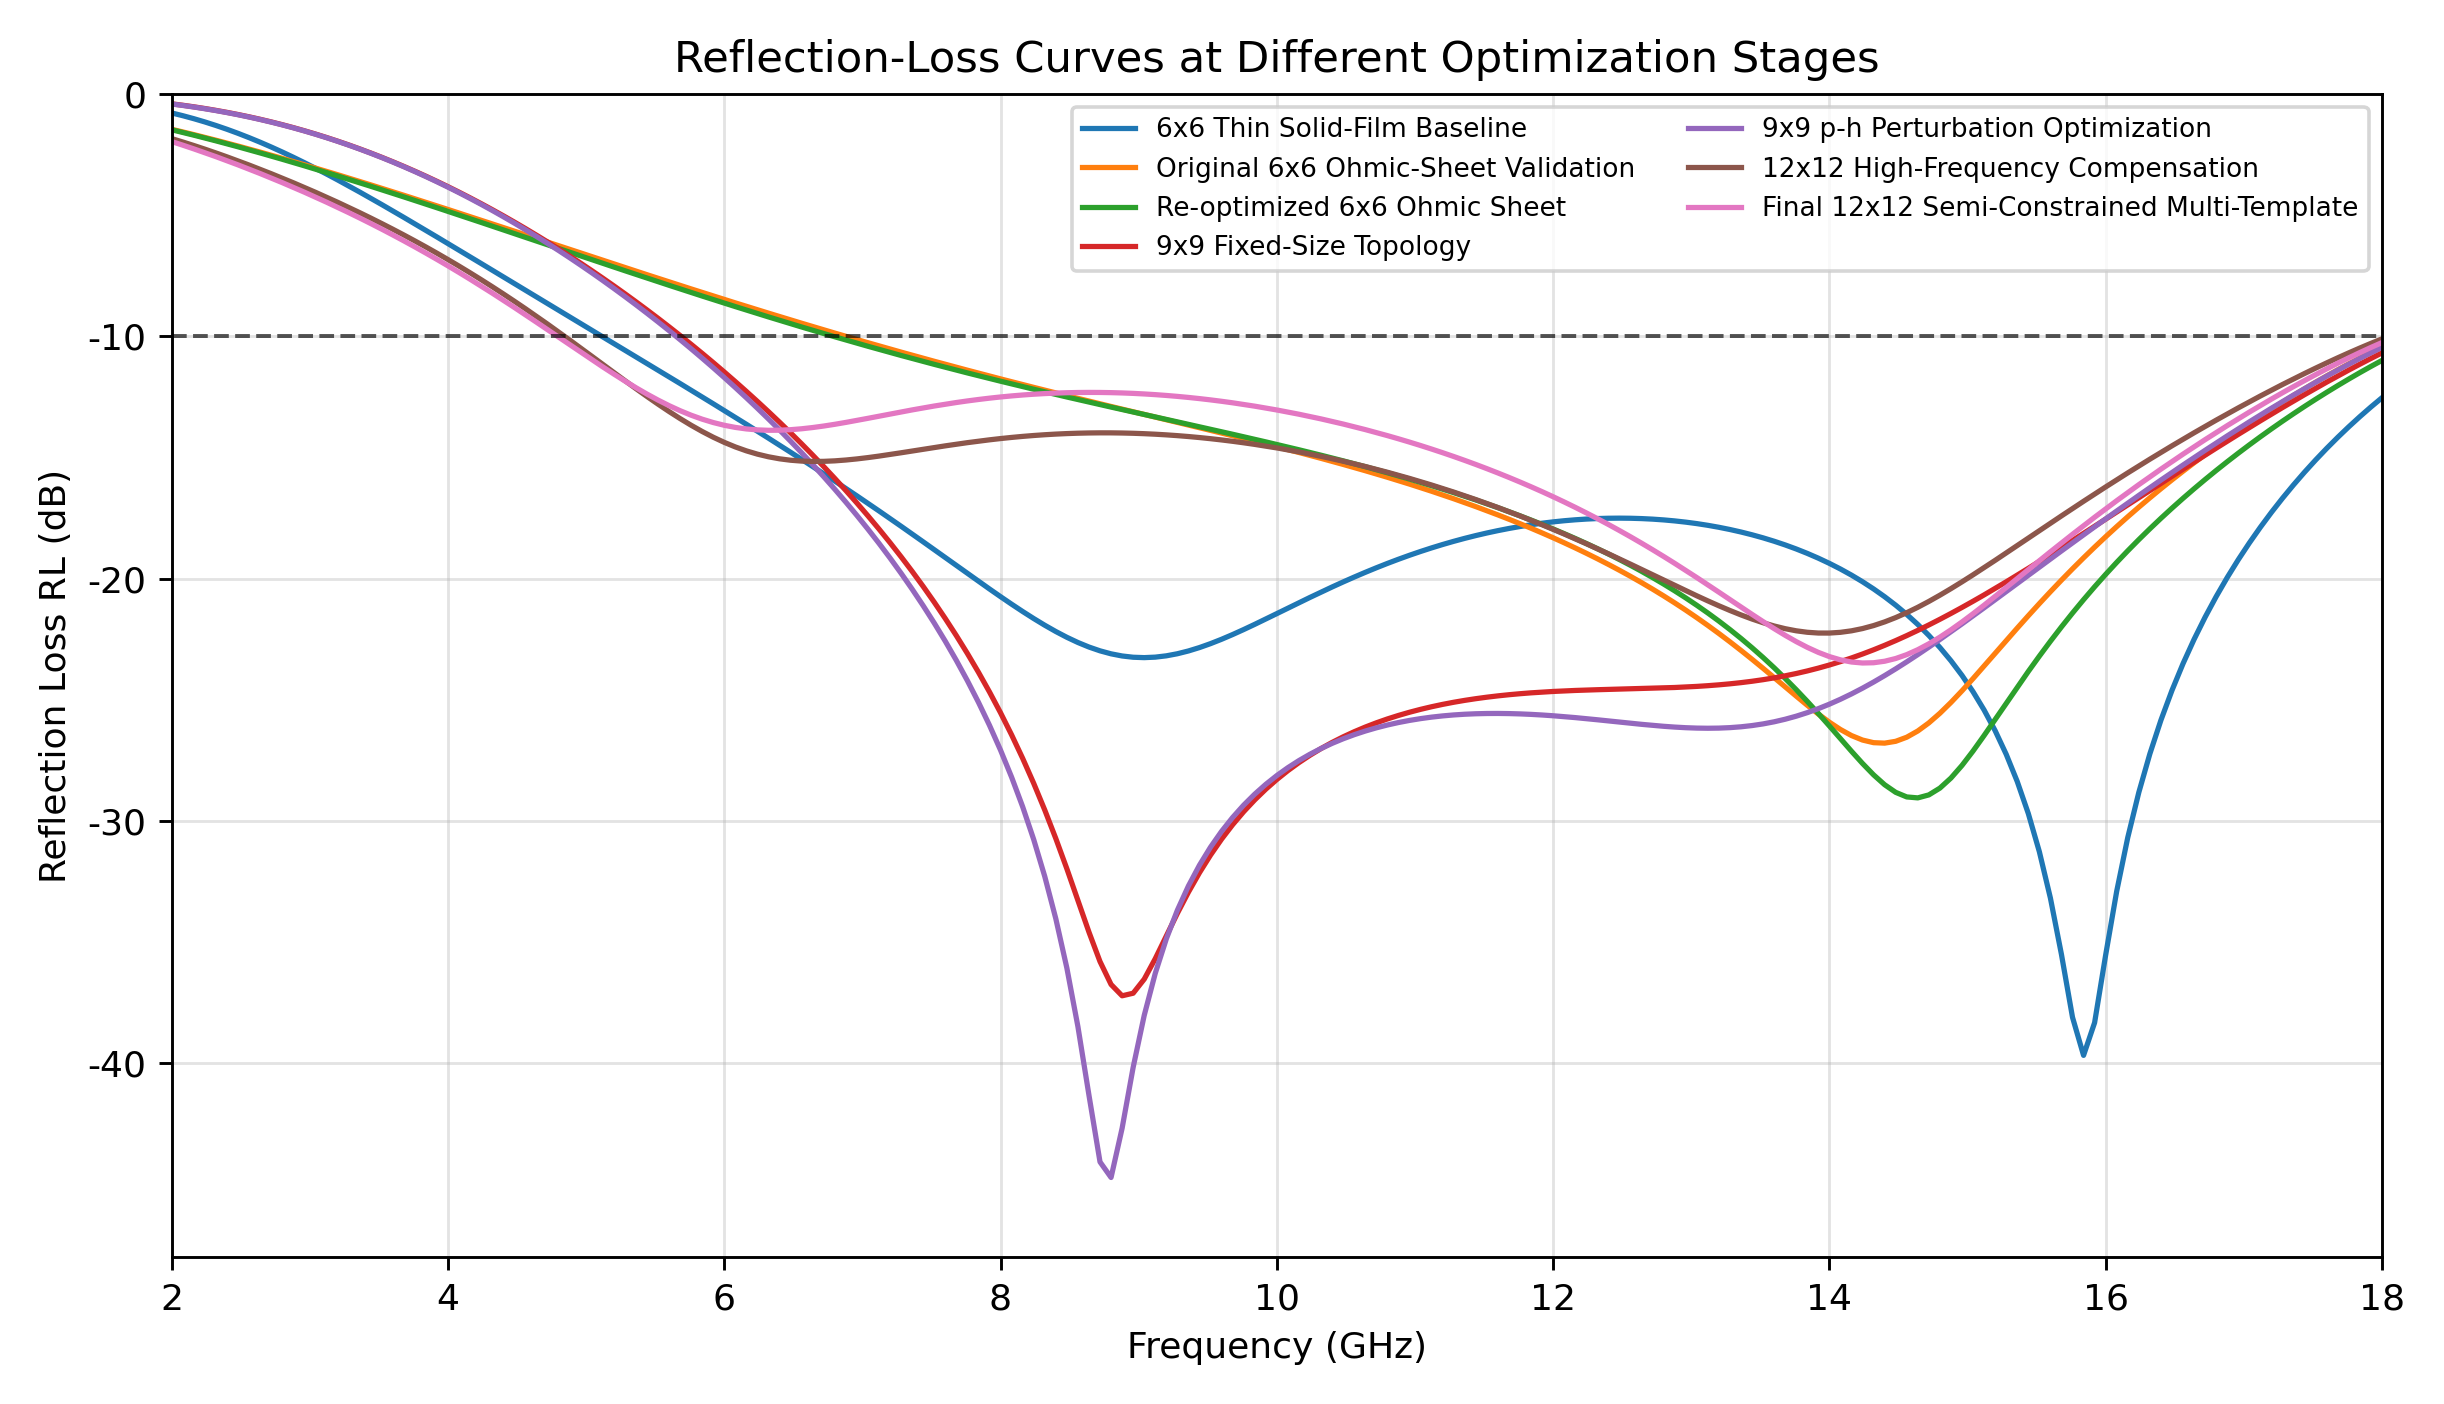 Reflection-Loss Curves at Different Optimization Stages
6x6 Thin Solid-Film Baseline
Original 6x6 Ohmic-Sheet Validation
Re-optimized 6x6 Ohmic Sheet
9x9 Fixed-Size Topology
9x9 p-h Perturbation Optimization
12x12 High-Frequency Compensation
Final 12x12 Semi-Constrained Multi-Template
Reflection Loss RL (dB)
0
-10
-20
-30
-40
2 4 6 8 10 12 14 16 18
Frequency (GHz)